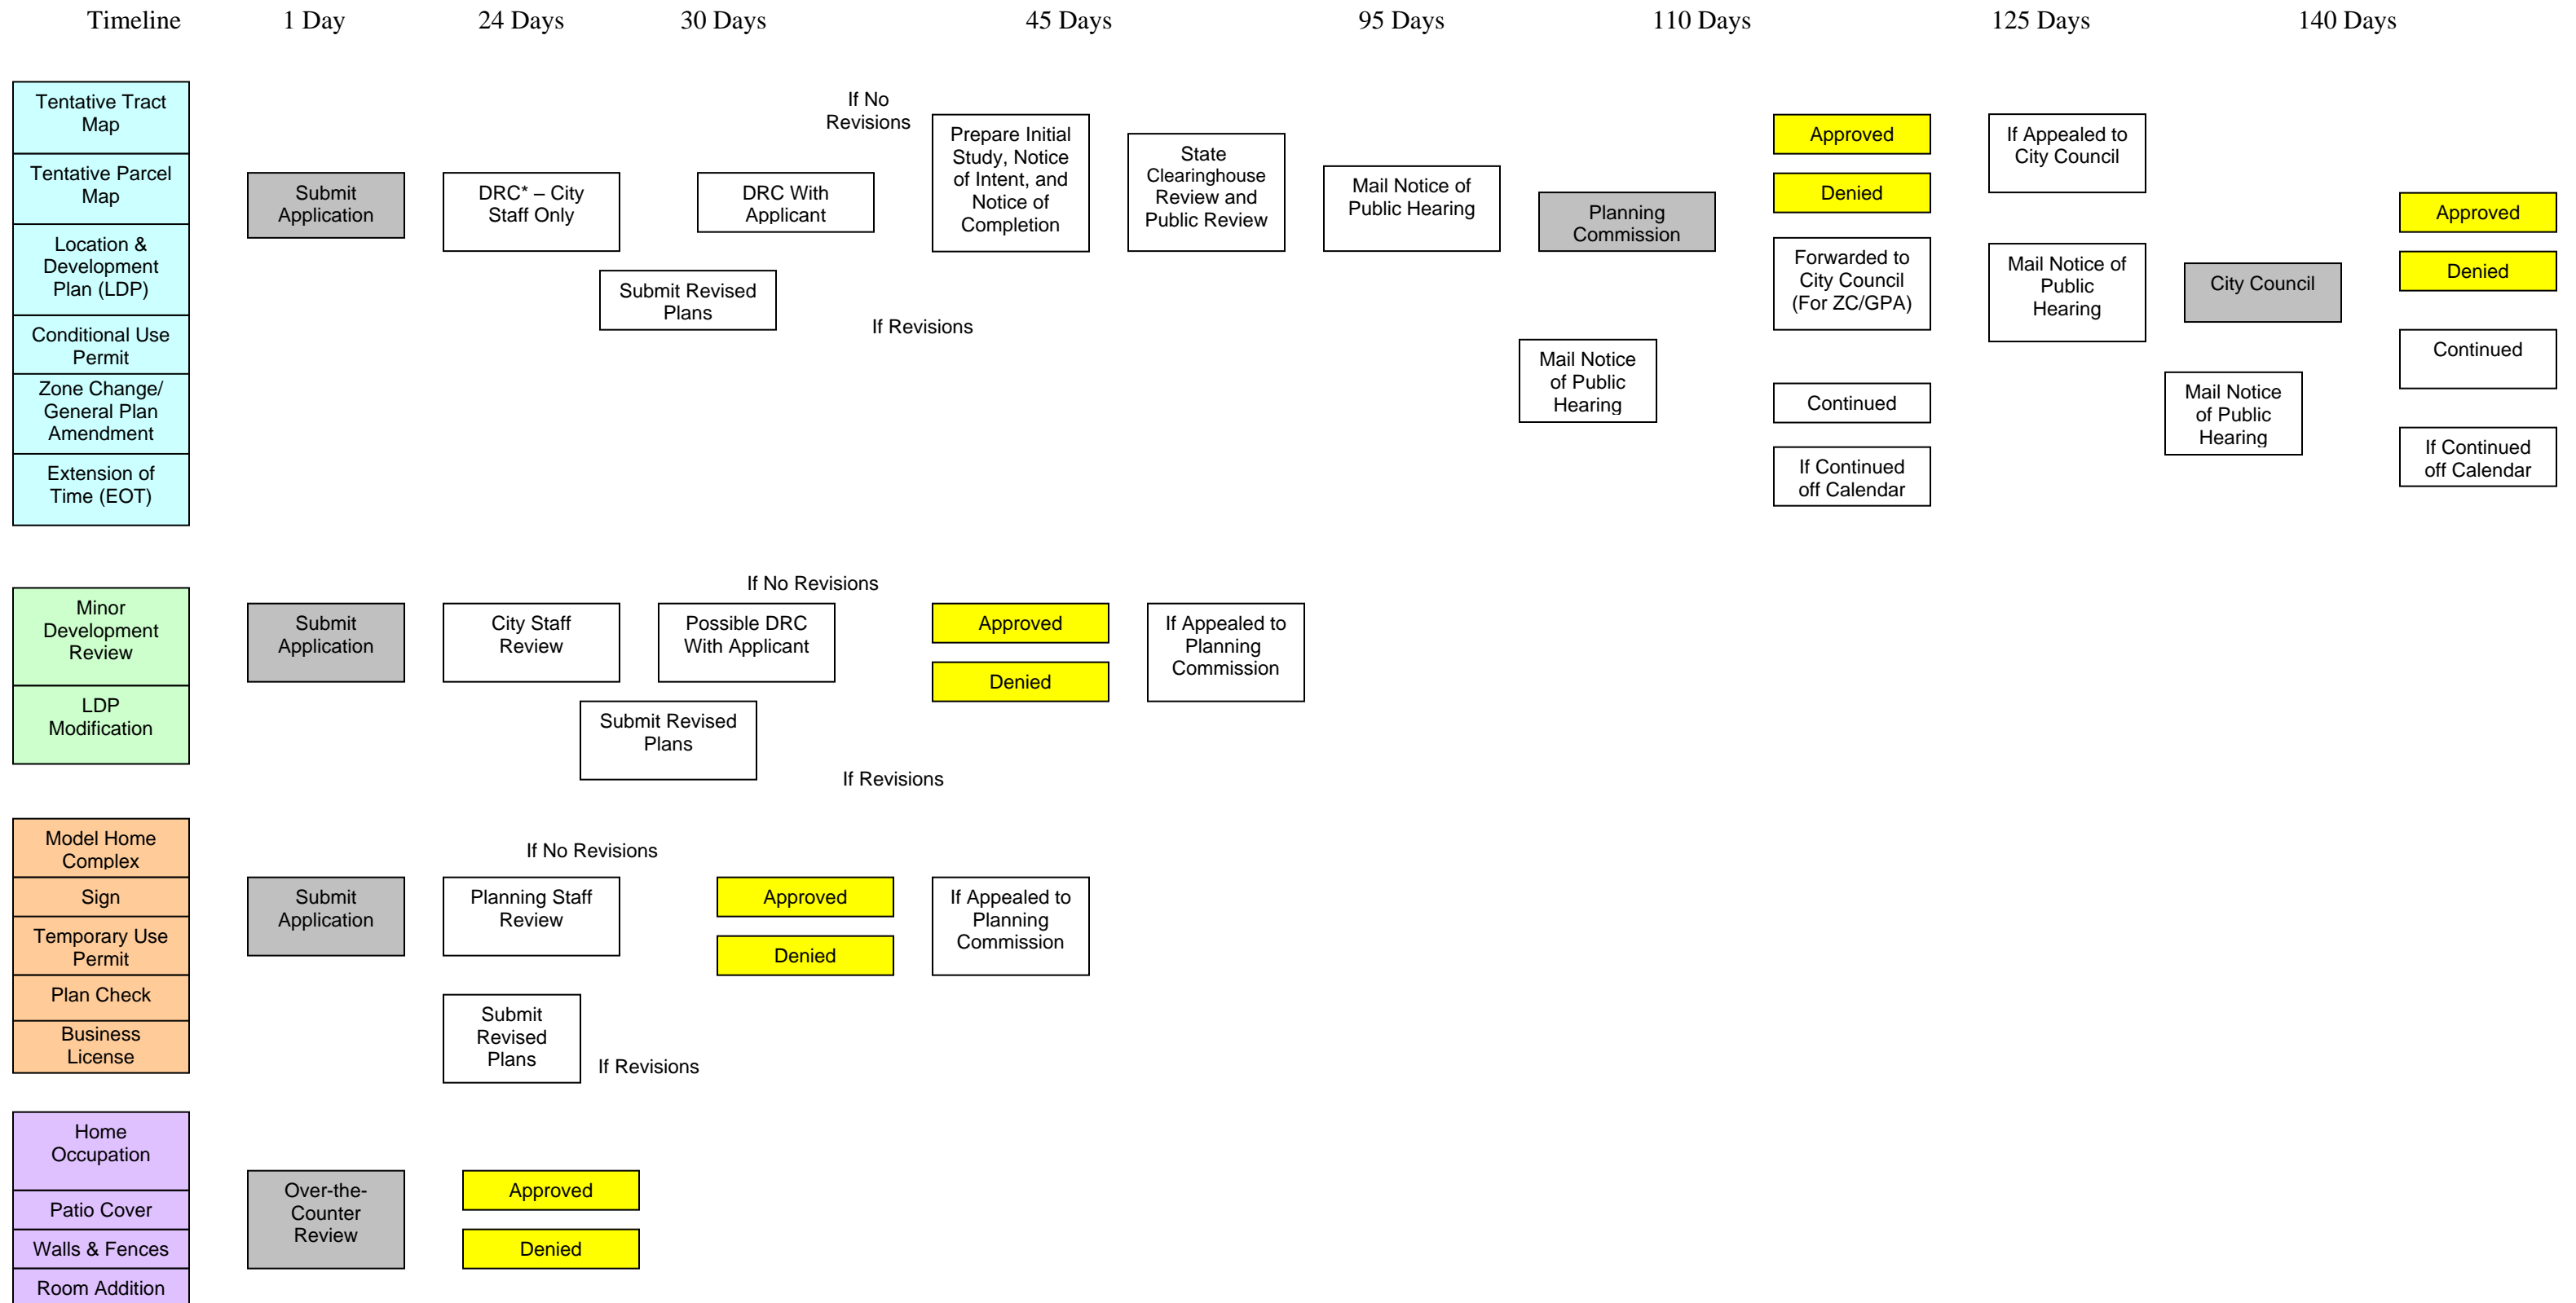 Timeline 1 Day 24 Days 30 Days 45 Days 95 Days 110 Days 125 Days 140 Days
Tentative Tract
Map
Tentative Parcel
Map
Location &
Development
Plan (LDP)
Conditional Use
Permit
Zone Change/
General Plan
Amendment
Extension of
Time (EOT)
Submit
Application
DRC* – City
Staff Only
Submit Revised
Plans
DRC With
Applicant
If No
Revisions
If Revisions
Prepare Initial
Study, Notice
of Intent, and
Notice of
Completion
State
Clearinghouse
Review and
Public Review
Mail Notice of
Public Hearing
Planning
Commission
Mail Notice
of Public
Hearing
Approved
Denied
Forwarded to
City Council
(For ZC/GPA)
Continued
If Continued
off Calendar
If Appealed to
City Council
Mail Notice of
Public
Hearing
City Council
Mail Notice
of Public
Hearing
Approved
Denied
Continued
If Continued
off Calendar
Minor
Development
Review
LDP
Modification
Submit
Application
City Staff
Review
Submit Revised
Plans
If No Revisions
Possible DRC
With Applicant
If Revisions
Approved
Denied
If Appealed to
Planning
Commission
Model Home
Complex
Sign
Temporary Use
Permit
Plan Check
Business
License
Submit
Application
If No Revisions
Planning Staff
Review
Submit
Revised
Plans
If Revisions
Approved
Denied
If Appealed to
Planning
Commission
Home
Occupation
Patio Cover
Walls & Fences
Room Addition
Over-the-
Counter
Review
Approved
Denied